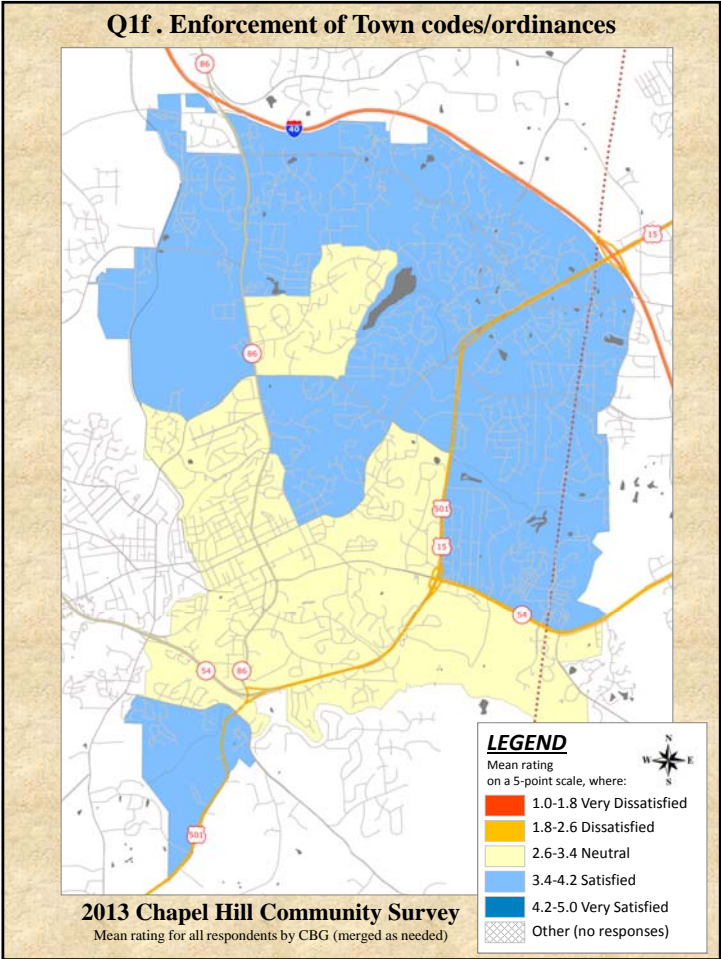 Q1f . Enforcement of Town codes/ordinances
86
40
15
86
501
15
54
54
86
501
LEGEND
Mean rating
on a 5-point scale, where:
N
W E
S
1.0-1.8 Very Dissatisfied
1.8-2.6 Dissatisfied
2.6-3.4 Neutral
3.4-4.2 Satisfied
4.2-5.0 Very Satisfied
Other (no responses)
2013 Chapel Hill Community Survey
Mean rating for all respondents by CBG (merged as needed)